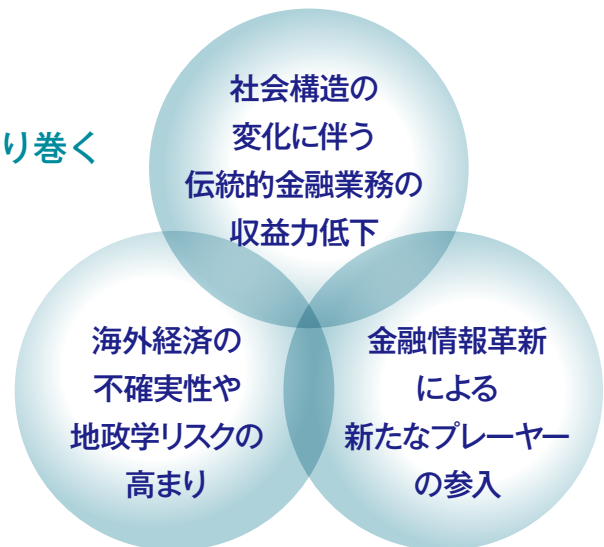 り巻く
社会構造の
変化に伴う
伝統的金融業務の
収益力低下
海外経済の
不確実性や
地政学リスクの
高まり
金融情報革新
による
新たなプレーヤー
の参入